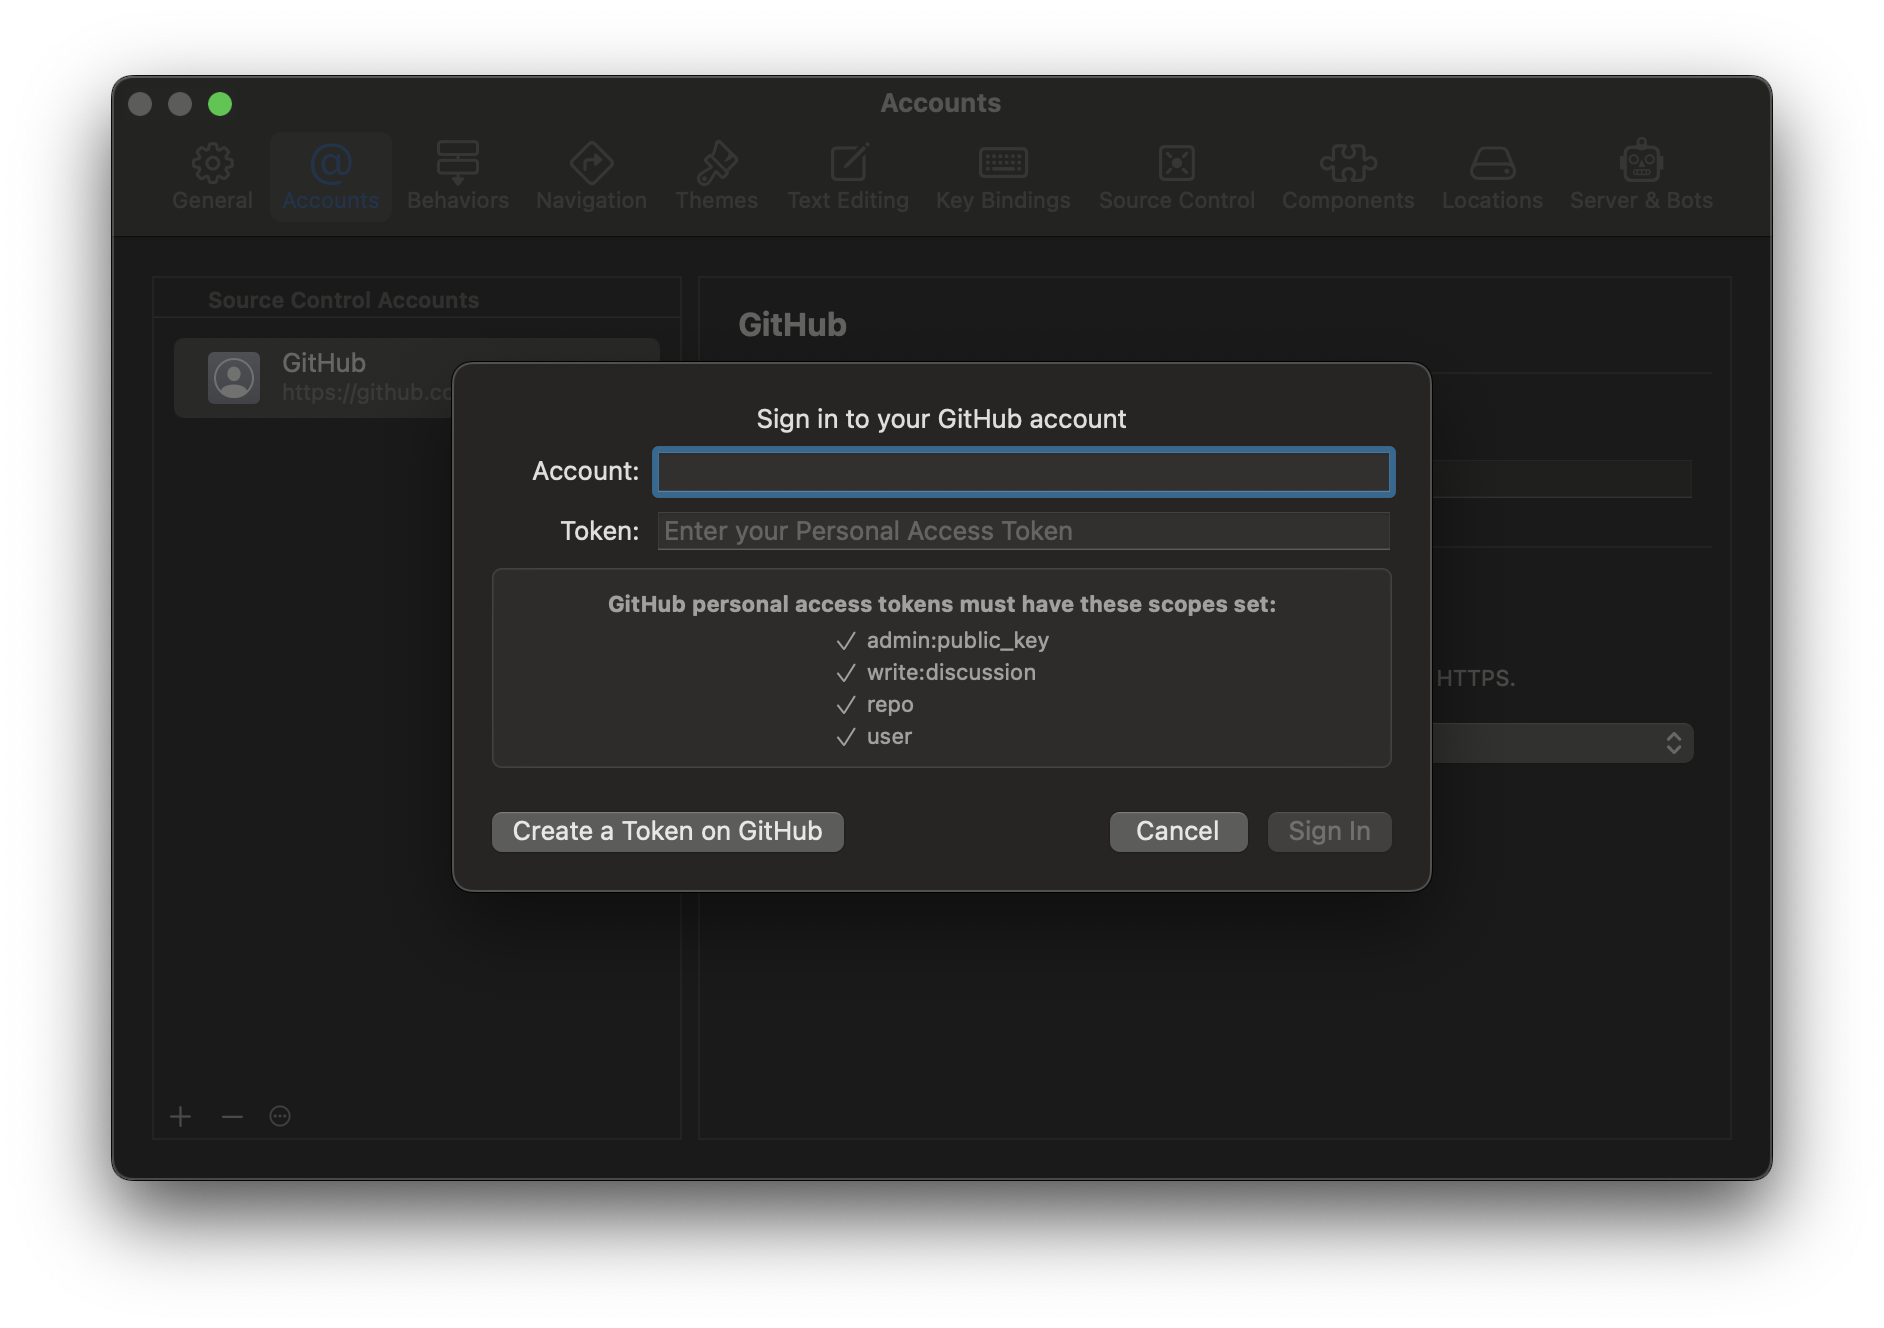 Accounts
General
Accounts
Behaviors
Navigation
Themes
Text Editing
Key Bindings
Source Control
Components
Locations
Server & Bots
Source Control Accounts
GitHub
https://github.co
GitHub
Sign in to your GitHub account
Account:
Token: Enter your Personal Access Token
GitHub personal access tokens must have these scopes set:
✓ admin:public_key
✓ write:discussion
✓ repo
✓ user
HTTPS.
Create a Token on GitHub
Cancel
Sign In